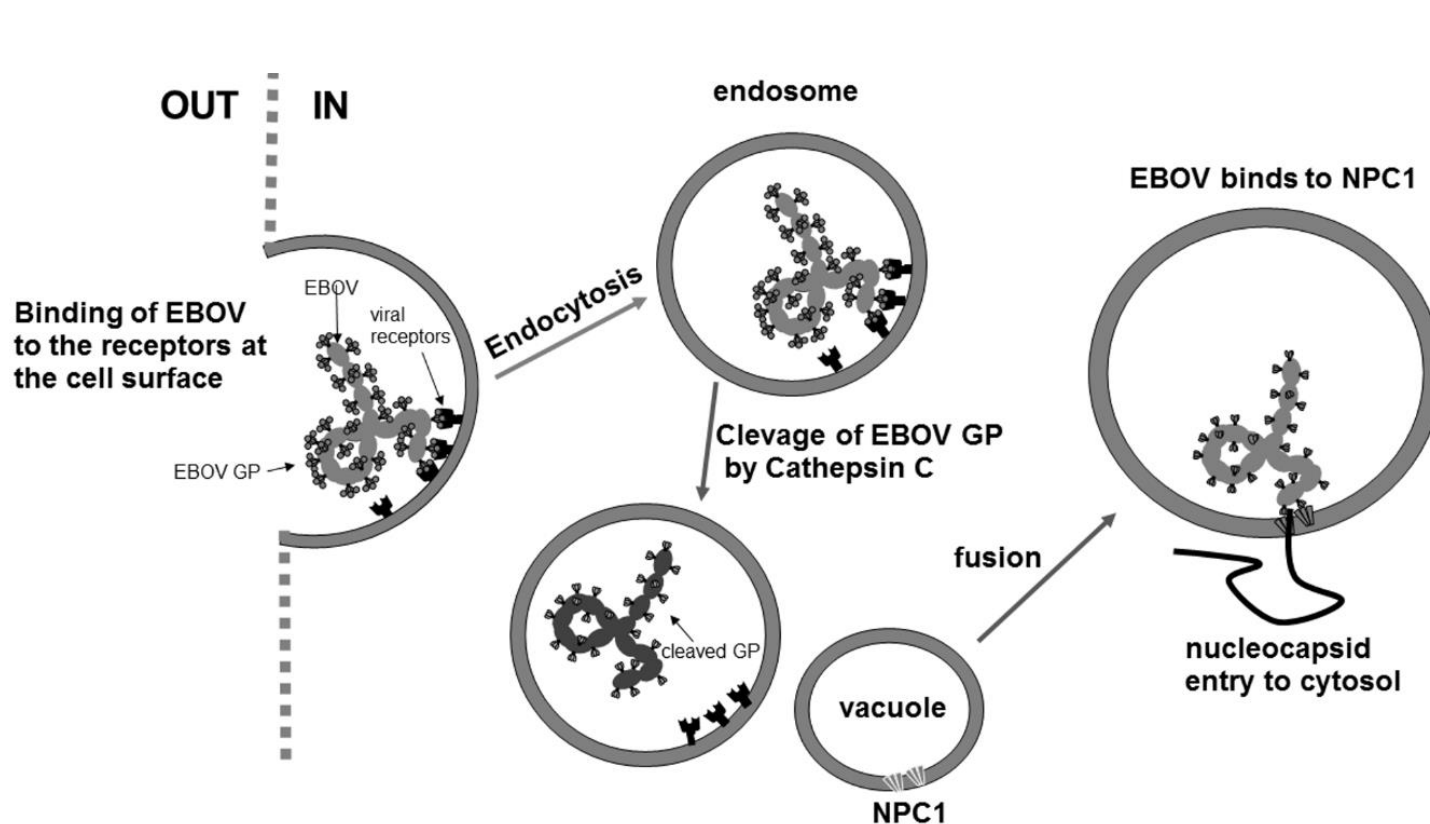 OUT
IN
Binding of EBOV
to the receptors at
the cell surface
EBOV
viral
receptors
EBOV GP
Endocytosis
endosome
Clevage of EBOV GP
by Cathepsin C
cleaved GP
vacuole
NPC1
fusion
EBOV binds to NPC1
nucleocapsid
entry to cytosol